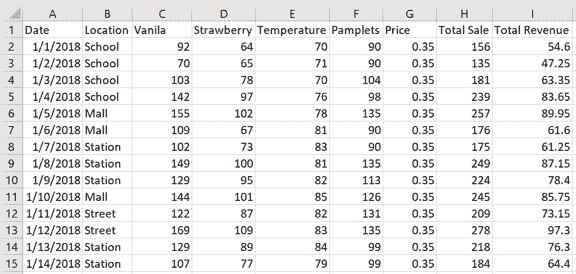 A B C D E F G H I
1 Date Location Vanila Strawberry Temperature Pamplets Price Total Sale Total Revenue
2 1/1/2018 School 92 64 70 90 0.35 156 54.6
3 1/2/2018 School 70 65 71 90 0.35 135 47.25
4 1/3/2018 School 103 78 70 104 0.35 181 63.35
5 1/4/2018 School 142 97 76 98 0.35 239 83.65
6 1/5/2018 Mall 155 102 78 135 0.35 257 89.95
7 1/6/2018 Mall 109 67 81 90 0.35 176 61.6
8 1/7/2018 Station 102 73 83 90 0.35 175 61.25
9 1/8/2018 Station 149 100 81 135 0.35 249 87.15
10 1/9/2018 Station 129 95 82 113 0.35 224 78.4
11 1/10/2018 Mall 144 101 85 126 0.35 245 85.75
12 1/11/2018 Street 122 87 82 131 0.35 209 73.15
13 1/12/2018 Street 169 109 83 135 0.35 278 97.3
14 1/13/2018 Station 129 89 84 99 0.35 218 76.3
15 1/14/2018 Station 107 77 79 99 0.35 184 64.4